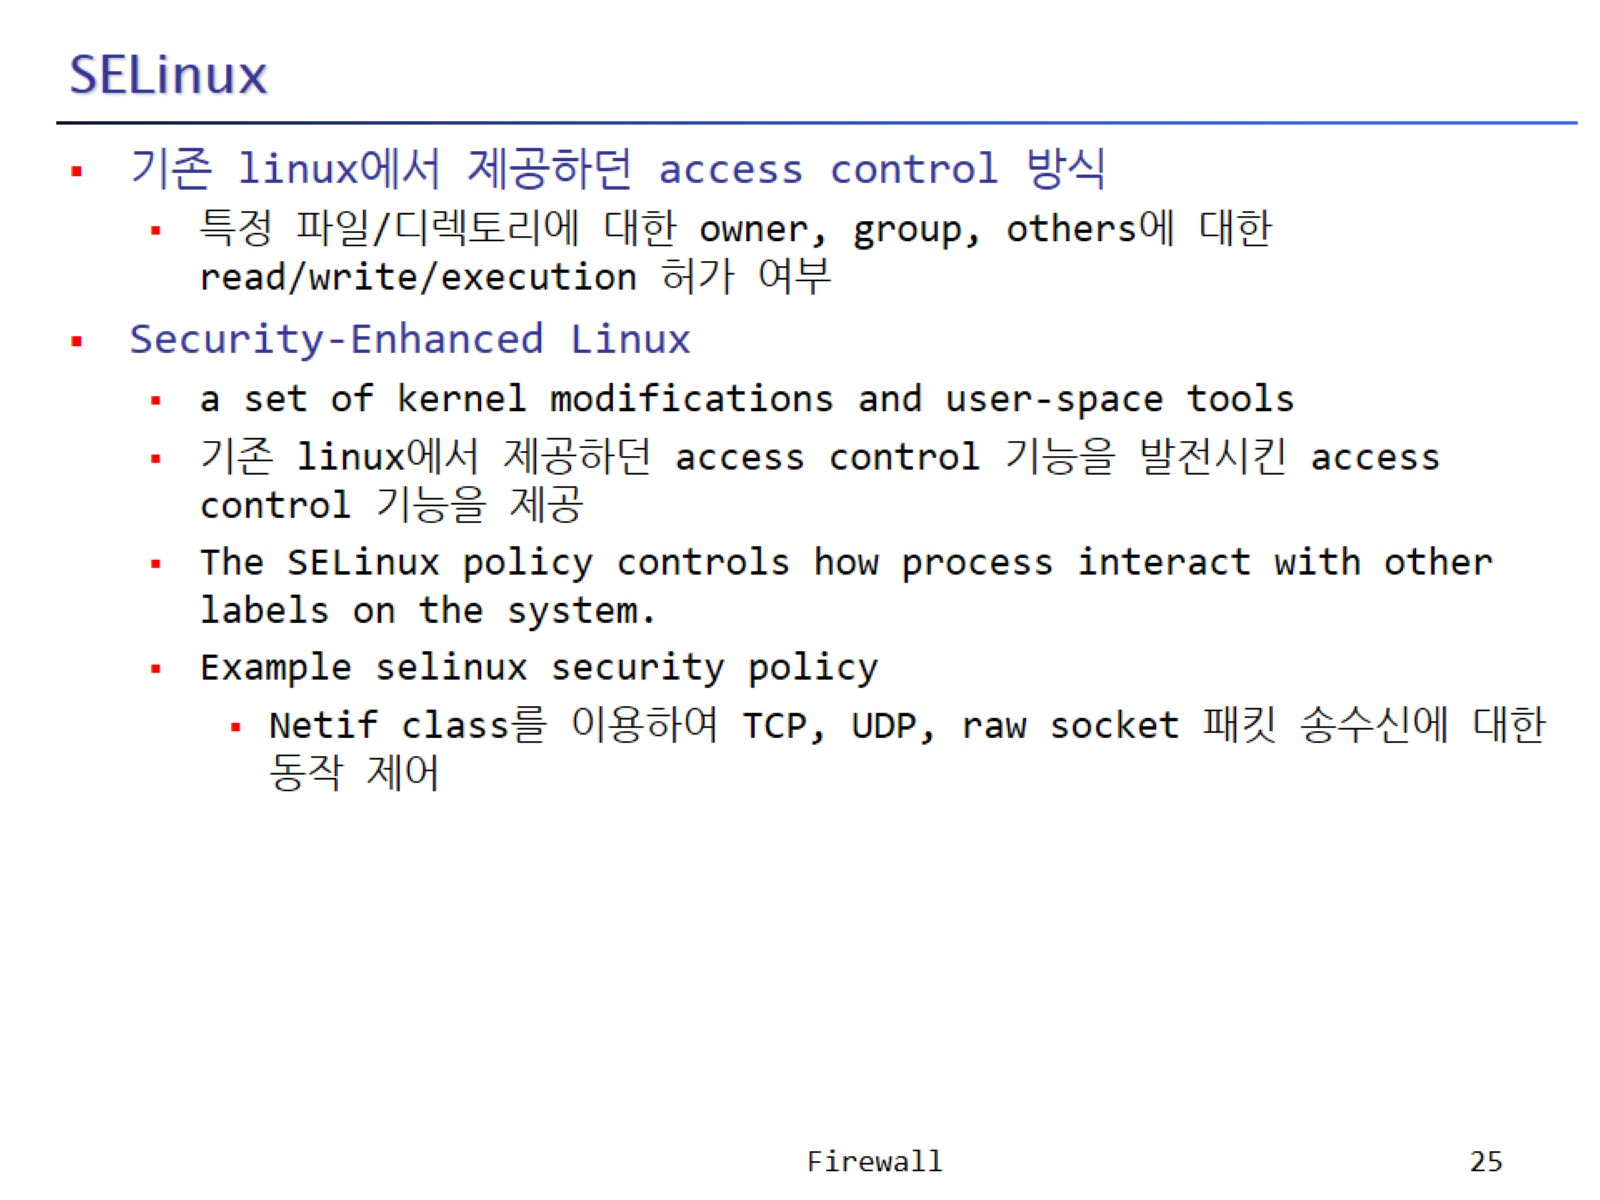 SELinux
기존 linux에서 제공하던 access control 방식
특정 파일/디렉토리에 대한 owner, group, others에 대한
read/write/execution 허가 여부
Security-Enhanced Linux
a set of kernel modifications and user-space tools
기존 linux에서 제공하던 access control 기능을 발전시킨 access
control 기능을 제공
The SELinux policy controls how process interact with other
labels on the system.
Example selinux security policy
Netif class를 이용하여 TCP, UDP, raw socket 패킷 송수신에 대한
동작 제어
Firewall
25